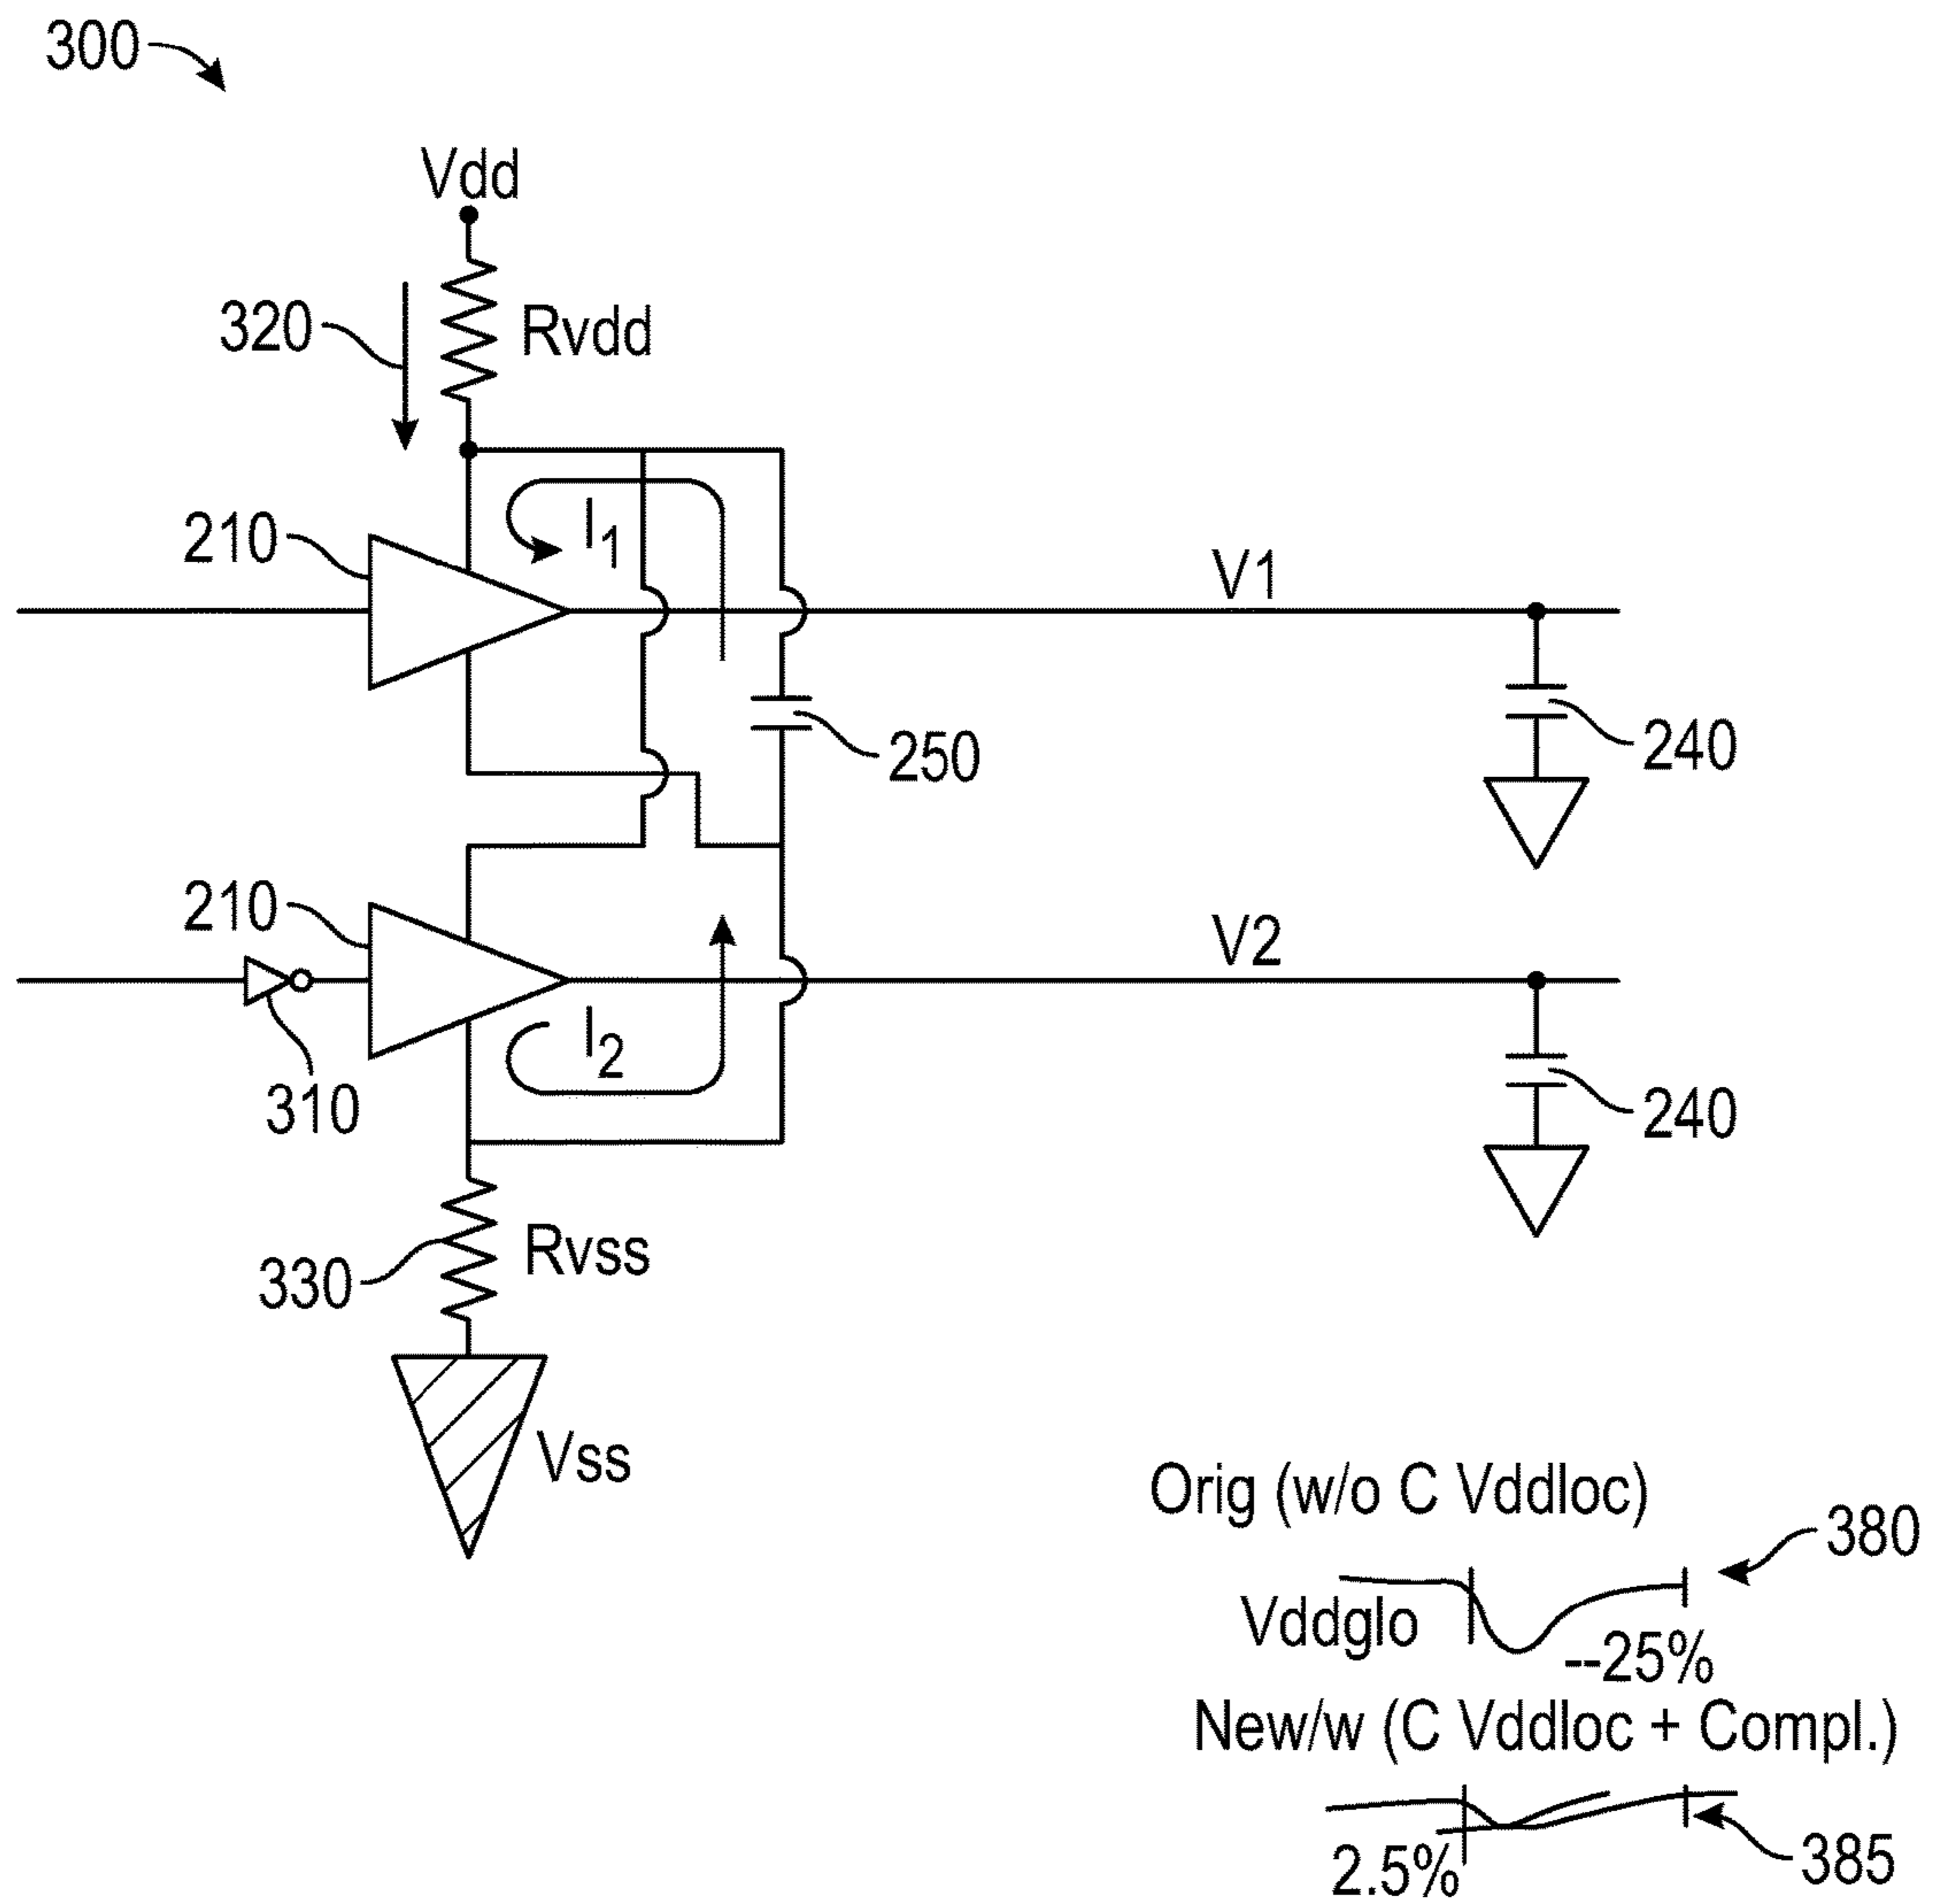 300
Vdd
320
Rvdd
210
I1
V1
250
240
210
V2
I2
310
240
Rvss
330
Vss
Orig (w/o C Vddloc)
380
Vddglo
--25%
New/w (C Vddloc + Compl.)
2.5%
385